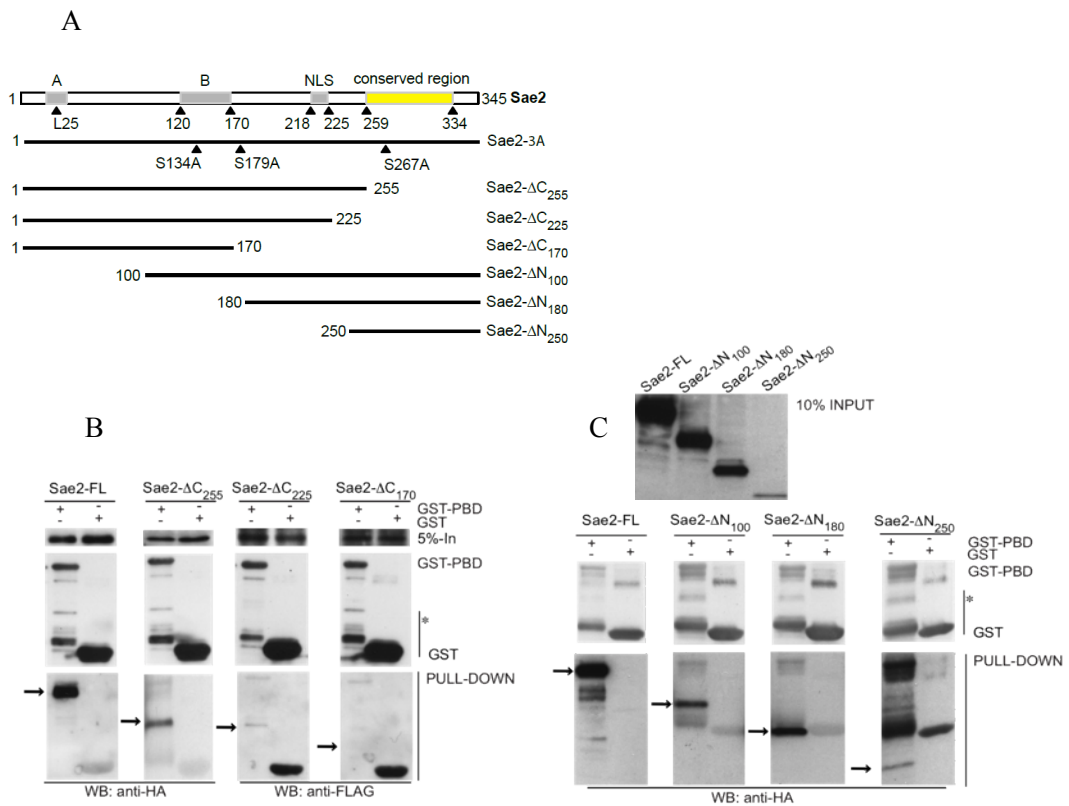 A
A B NLS conserved region
1 345 Sae2
L25 120 170 218 225 259 334
1 Sae2-3A
S134A S179A S267A
1 255 Sae2-ΔC255
1 225 Sae2-ΔC225
1 170 Sae2-ΔC170
100 Sae2-ΔN100
180 Sae2-ΔN180
250 Sae2-ΔN250
B
Sae2-FL Sae2-ΔC255 Sae2-ΔC225 Sae2-ΔC170
+ - + - + - + - GST-PBD
- + - + - + - + GST
5%-In
GST-PBD
*
GST
PULL-DOWN
WB: anti-HA WB: anti-FLAG
C
Sae2-FL Sae2-ΔN100 Sae2-ΔN180 Sae2-ΔN250
10% INPUT
Sae2-FL Sae2-ΔN100 Sae2-ΔN180 Sae2-ΔN250
+ - + - + - + - GST-PBD
- + - + - + - + GST
GST-PBD
*
GST
PULL-DOWN
WB: anti-HA